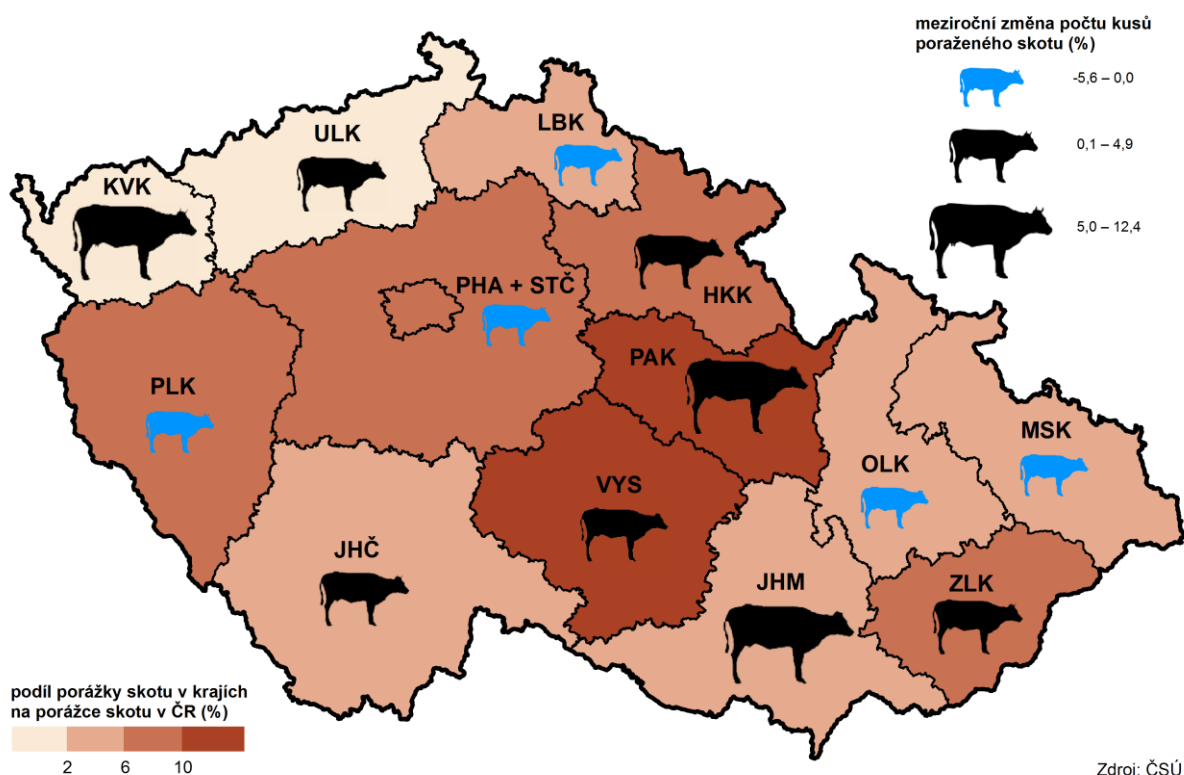 meziroční změna počtu kusů
poraženého skotu (%)
-5,6 – 0,0
0,1 – 4,9
5,0 – 12,4
ULK
LBK
KVK
PHA + STČ
HKK
PAK
PLK
MSK
OLK
VYS
JHČ
JHM
ZLK
podíl porážky skotu v krajích
na porážce skotu v ČR (%)
2 6 10
Zdroj: ČSÚ